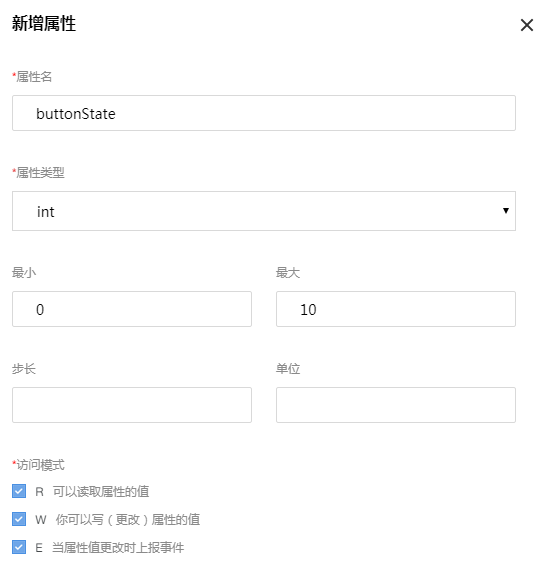 新增属性
*属性名
buttonState
*属性类型
int
最小 最大
0 10
步长 单位
*访问模式
R 可以读取属性的值
W 你可以写（更改）属性的值
E 当属性值更改时上报事件